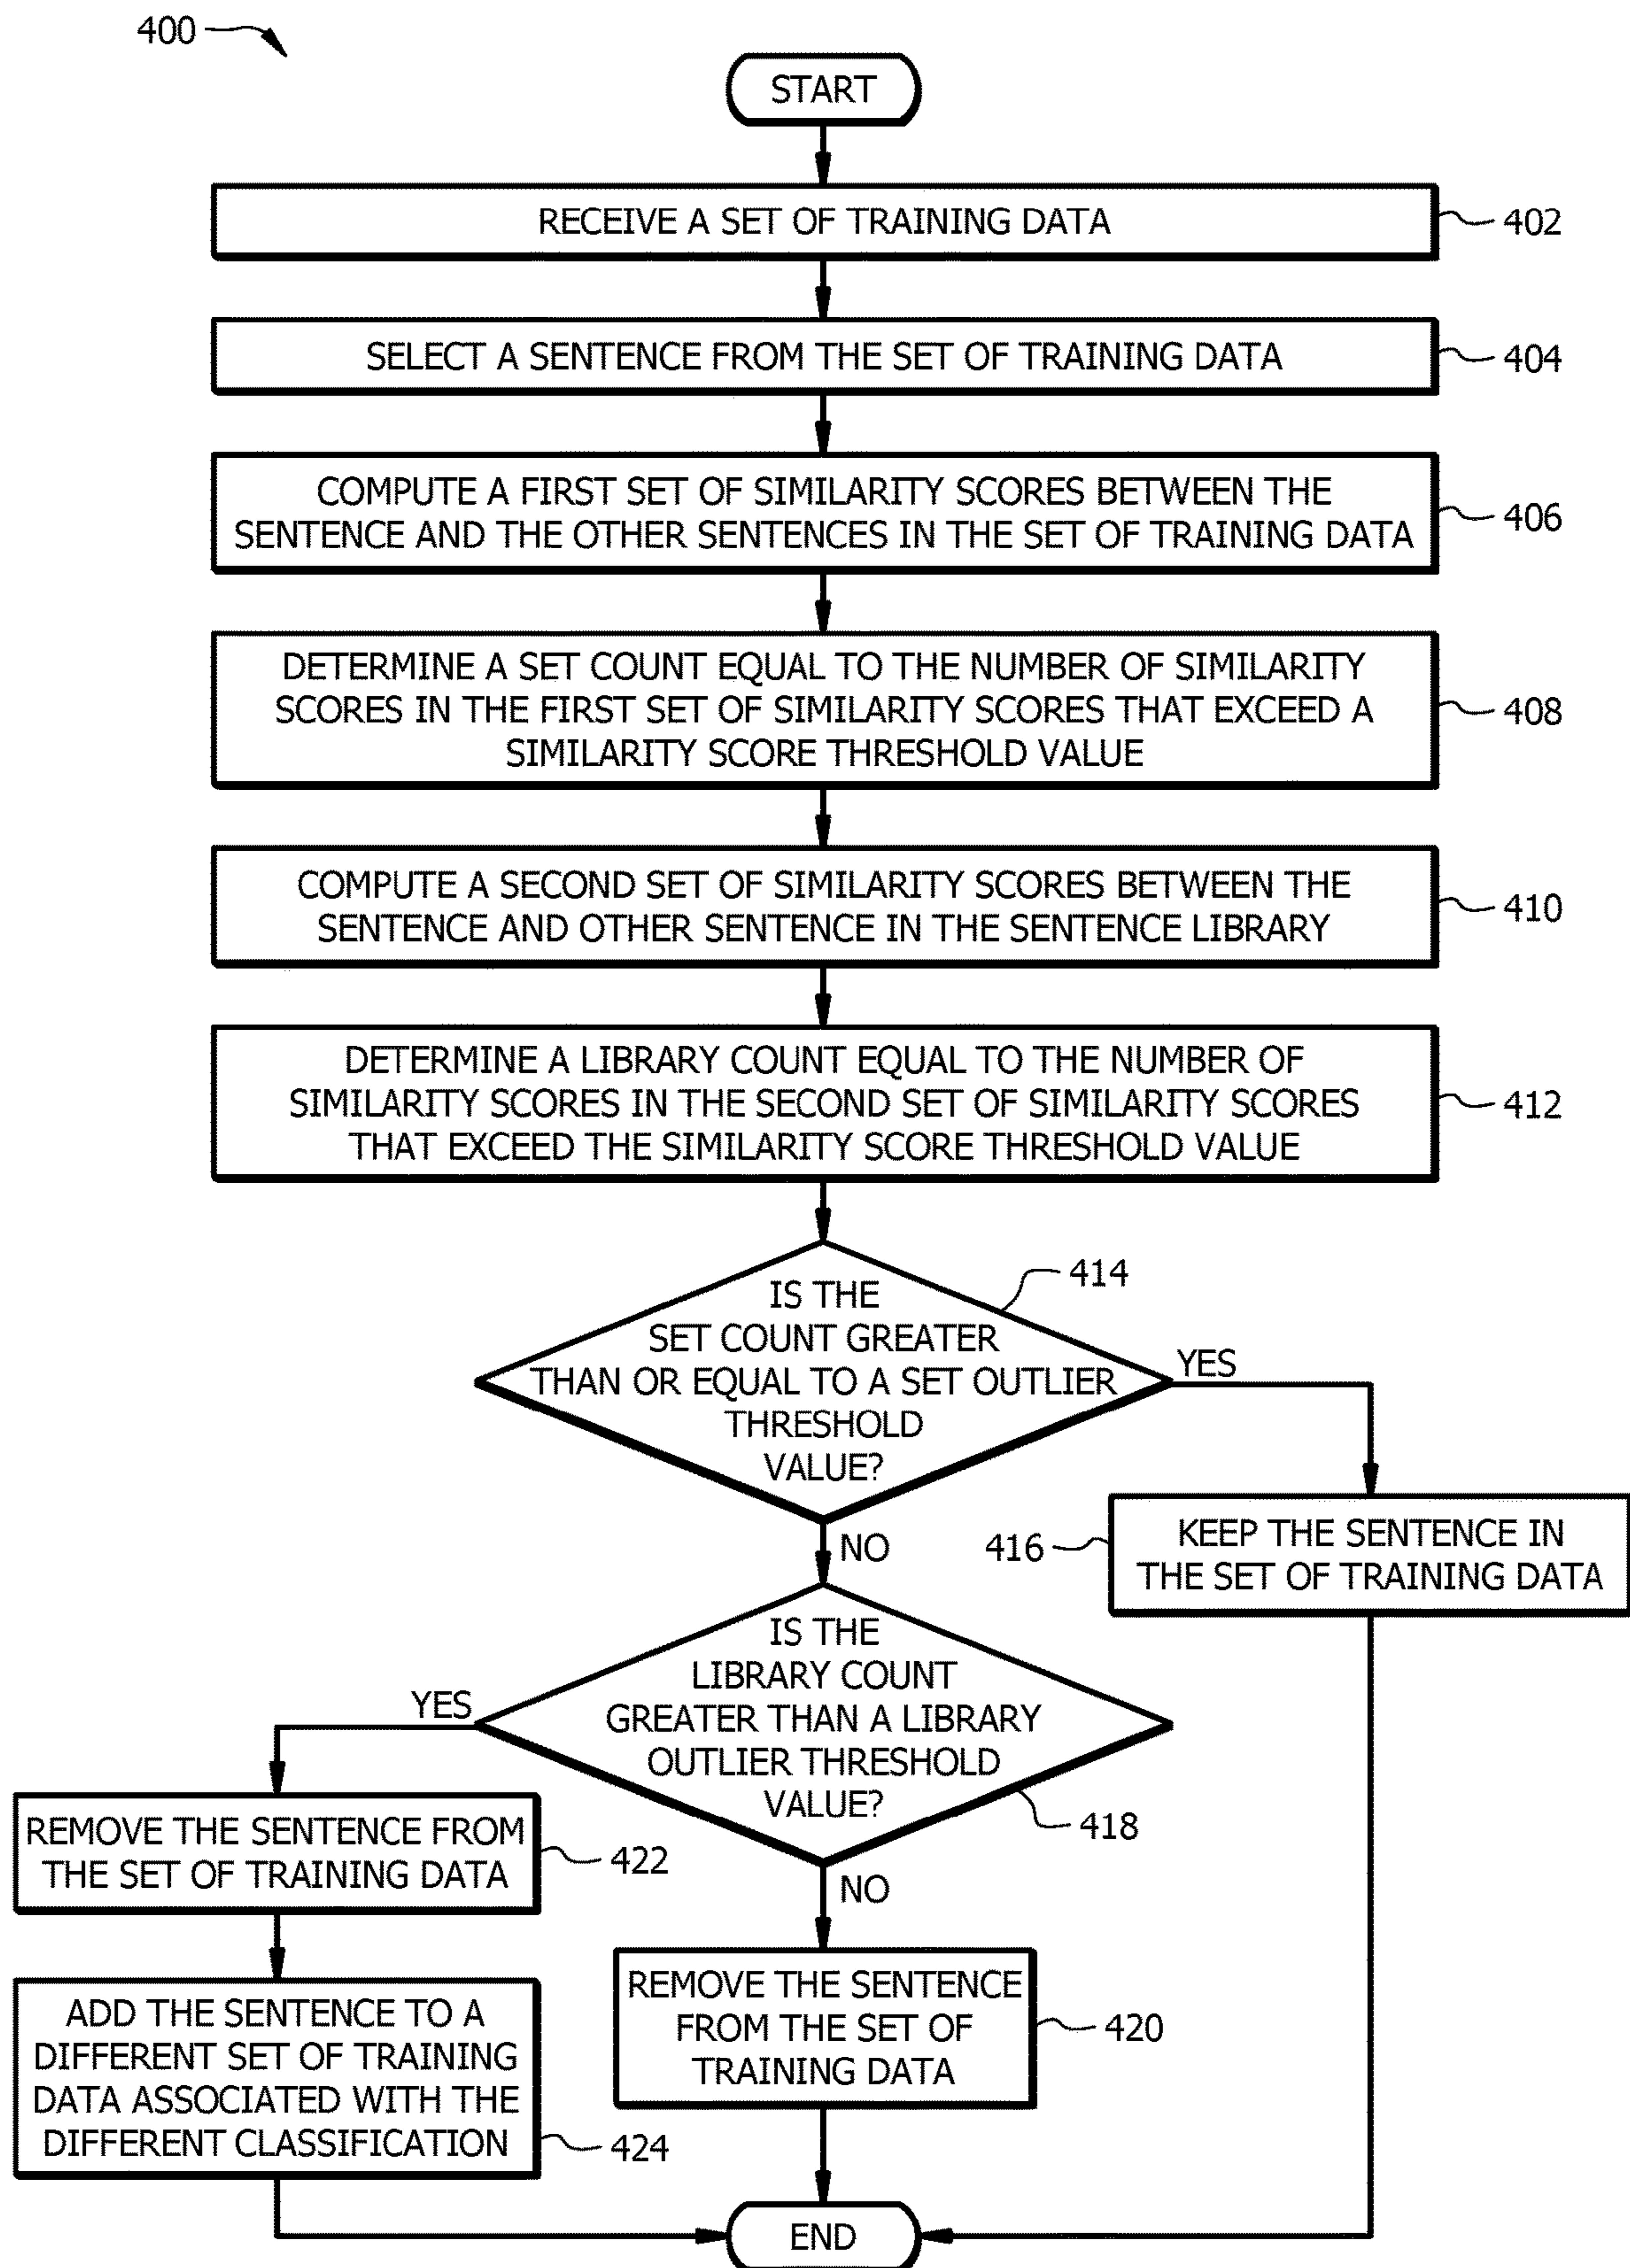 400
START
RECEIVE A SET OF TRAINING DATA
402
SELECT A SENTENCE FROM THE SET OF TRAINING DATA
404
COMPUTE A FIRST SET OF SIMILARITY SCORES BETWEEN THE
SENTENCE AND THE OTHER SENTENCES IN THE SET OF TRAINING DATA
406
DETERMINE A SET COUNT EQUAL TO THE NUMBER OF SIMILARITY
SCORES IN THE FIRST SET OF SIMILARITY SCORES THAT EXCEED A
SIMILARITY SCORE THRESHOLD VALUE
408
COMPUTE A SECOND SET OF SIMILARITY SCORES BETWEEN THE
SENTENCE AND OTHER SENTENCE IN THE SENTENCE LIBRARY
410
DETERMINE A LIBRARY COUNT EQUAL TO THE NUMBER OF
SIMILARITY SCORES IN THE SECOND SET OF SIMILARITY SCORES
THAT EXCEED THE SIMILARITY SCORE THRESHOLD VALUE
412
IS THE
SET COUNT GREATER
THAN OR EQUAL TO A SET OUTLIER
THRESHOLD
VALUE?
414
YES
NO
416
KEEP THE SENTENCE IN
THE SET OF TRAINING DATA
IS THE
LIBRARY COUNT
GREATER THAN A LIBRARY
OUTLIER THRESHOLD
VALUE?
418
YES
NO
REMOVE THE SENTENCE FROM
THE SET OF TRAINING DATA
422
REMOVE THE SENTENCE
FROM THE SET OF
TRAINING DATA
420
ADD THE SENTENCE TO A
DIFFERENT SET OF TRAINING
DATA ASSOCIATED WITH THE
DIFFERENT CLASSIFICATION
424
END